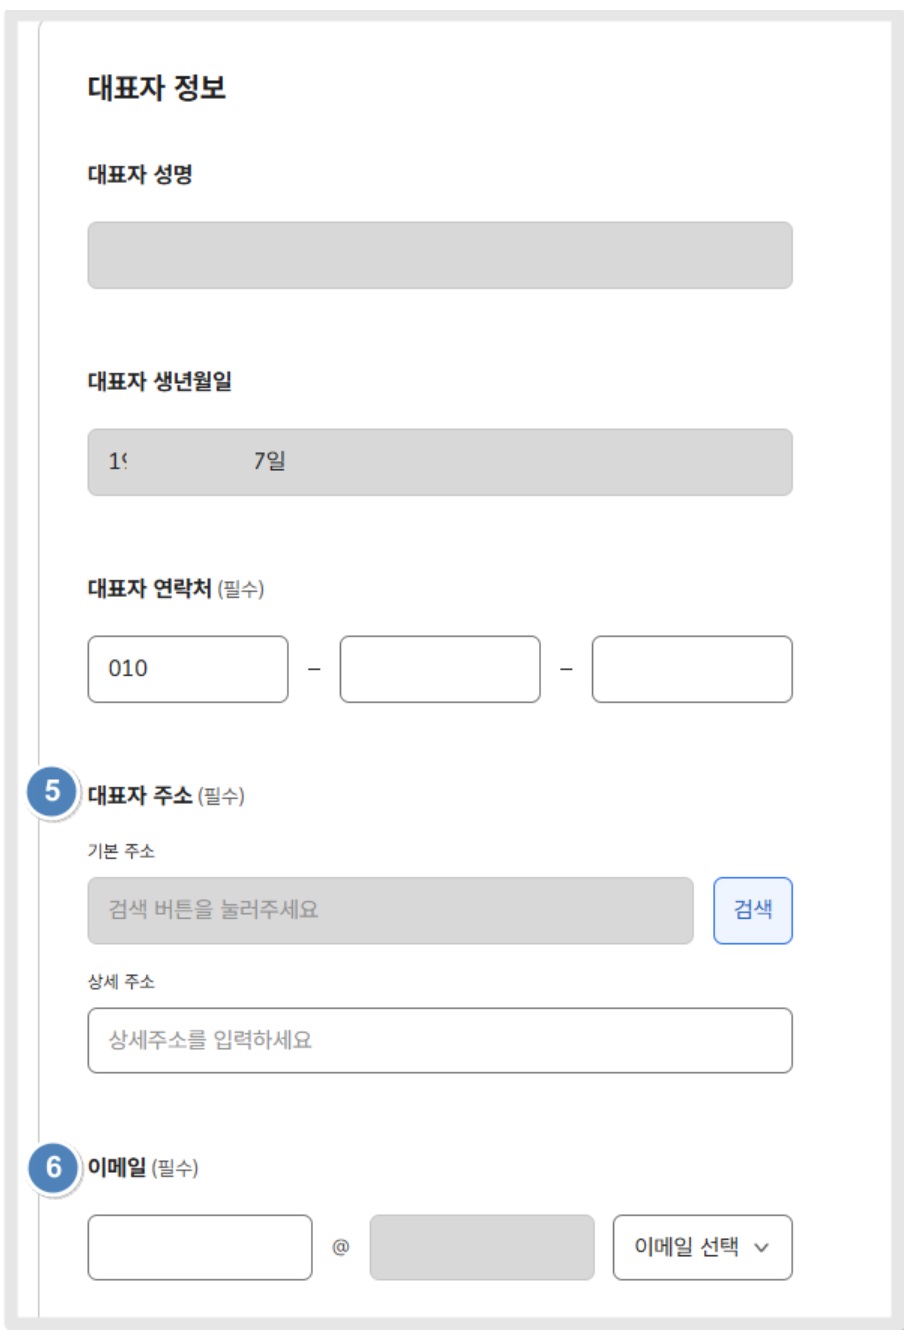 대표자 정보
대표자 성명
대표자 생년월일
7일
대표자 연락처 (필수)
010 – –
5 대표자 주소 (필수)
기본 주소
검색 버튼을 눌러주세요 검색
상세 주소
상세주소를 입력하세요
6 이메일 (필수)
@ 이메일 선택